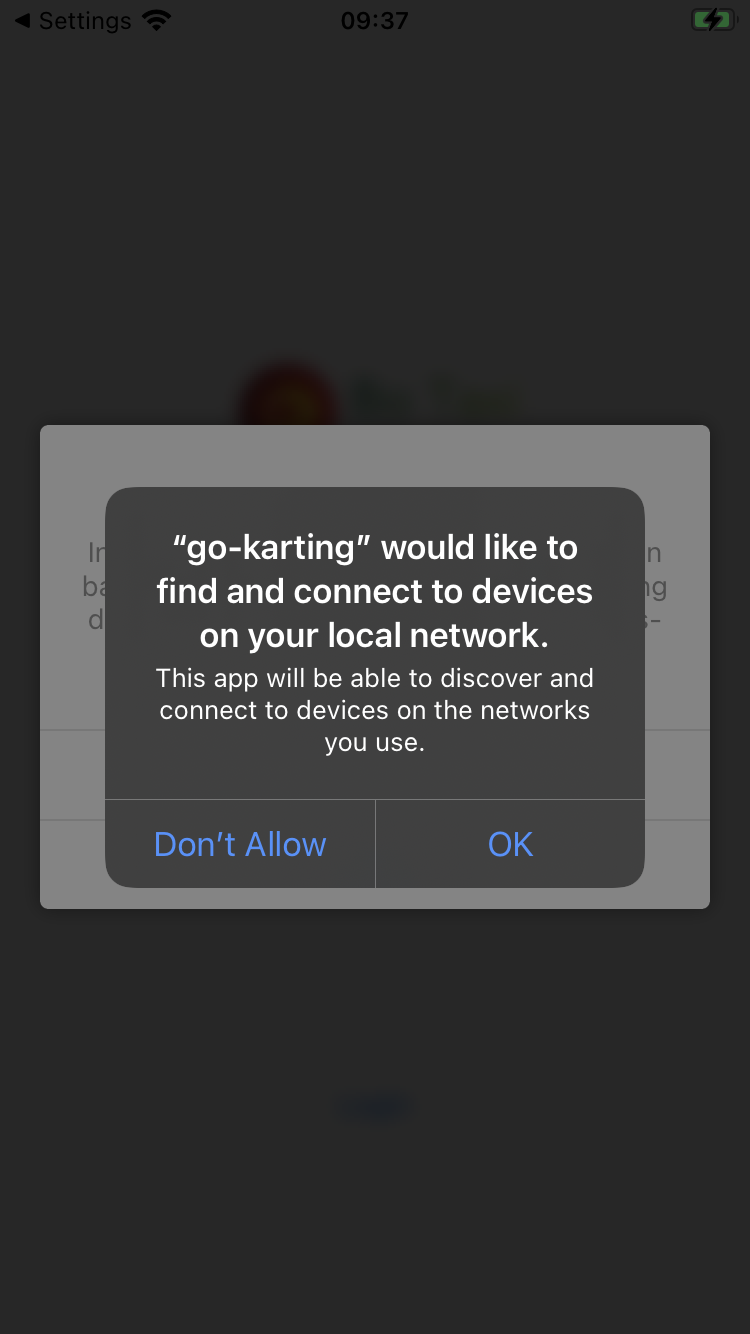 ◀ Settings 09:37
“go-karting” would like to
find and connect to devices
on your local network.
This app will be able to discover and
connect to devices on the networks
you use.
Don’t Allow OK